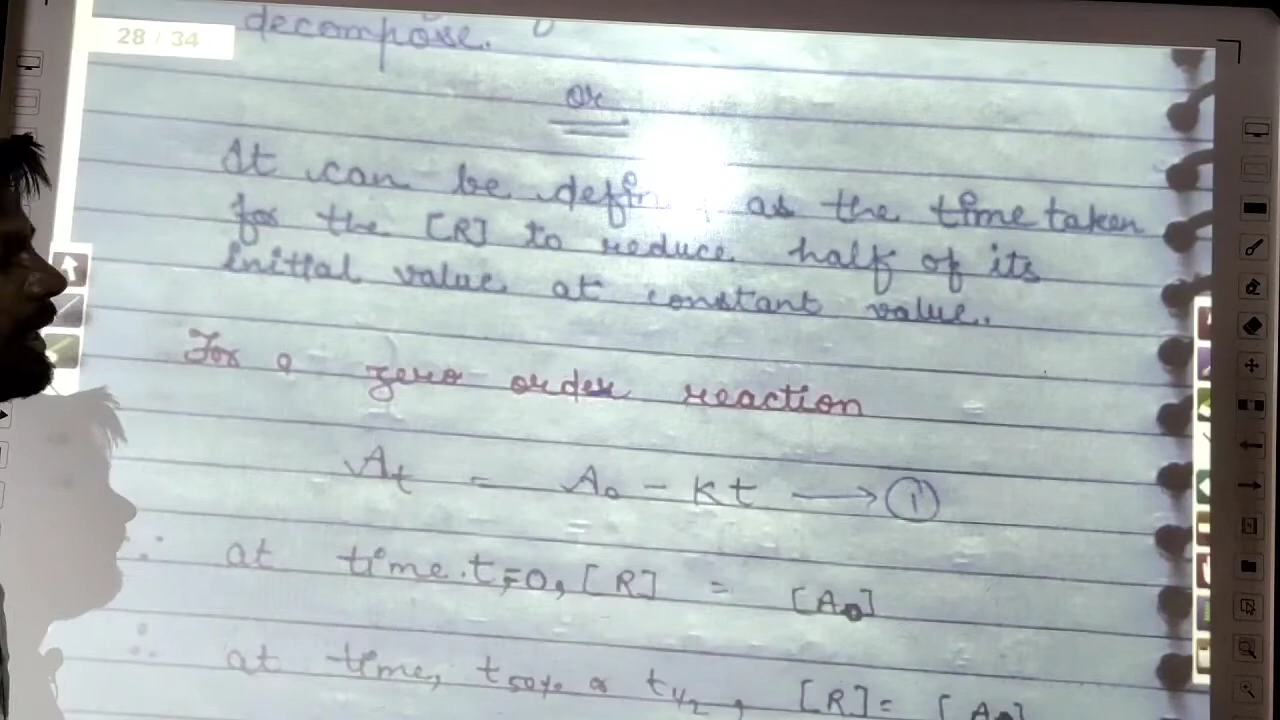 28 / 34
decompose.
or
It can be defin as the time taken
for the [R] to reduce half of its
initial value at constant value.
For a zero order reaction
At = A₀ - Kt ⟶ ①
∴ at time. t=0, [R] = [A₀]
∴ at time, t50% or t1/2, [R] = [A₀]